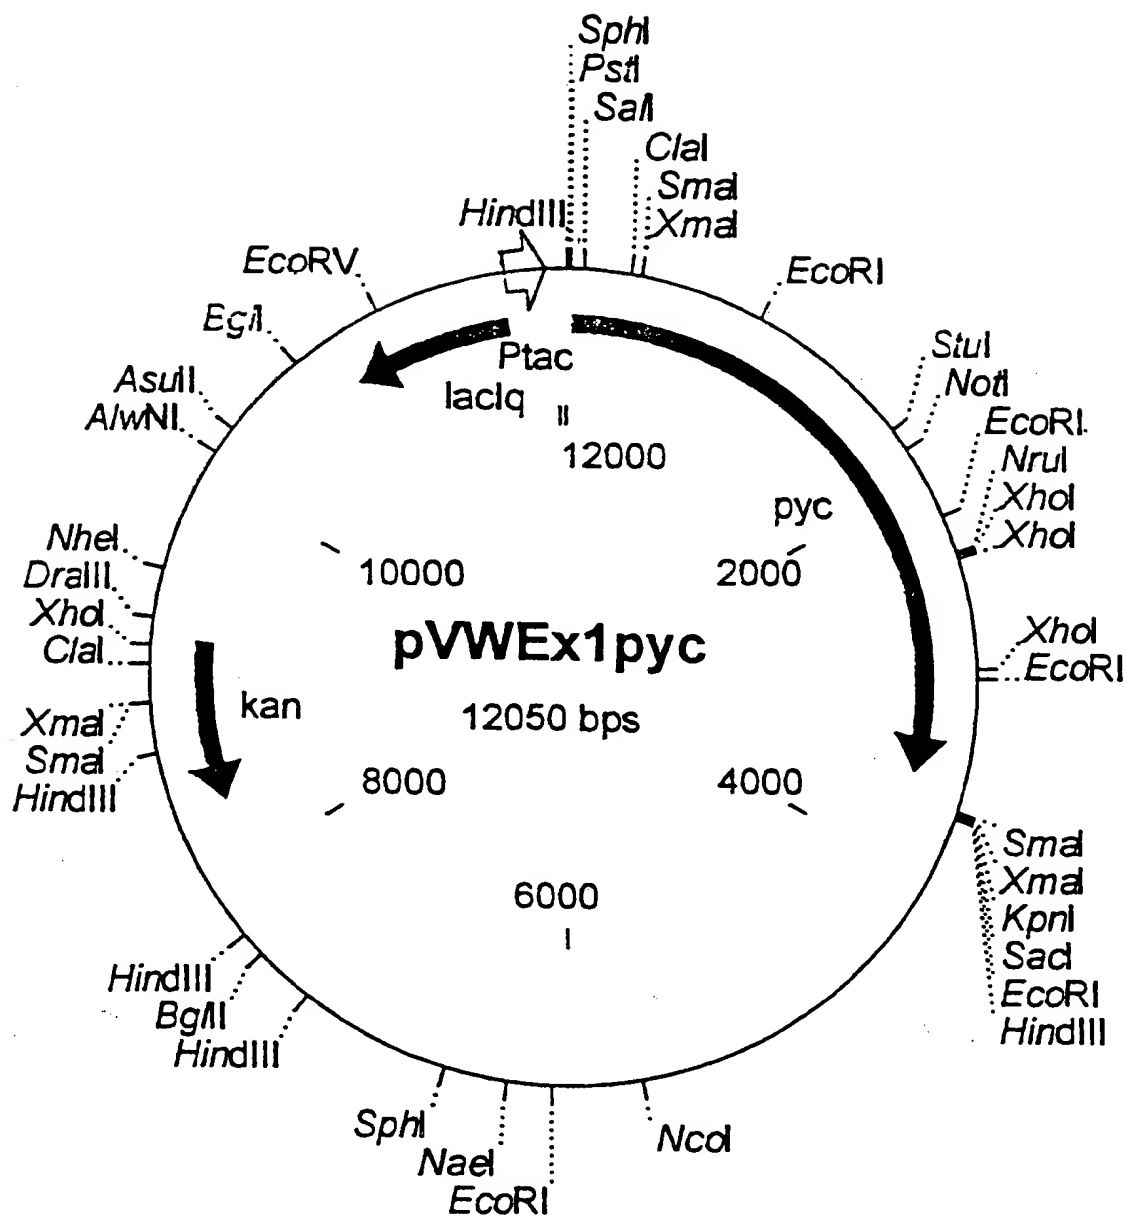 SphI
PstI
SalI
ClaI
SmaI
XmaI
HindIII
EcoRV
EcoRI
EglI
StuI
NotI
AsuII
AlwNI
EcoRI
NruI
XhoI
XhoI
Ptac
lacIq
12000
pyc
NheI
DraIII
XhoI
ClaI
10000
2000
pVWEx1pyc
12050 bps
XhoI
EcoRI
kan
XmaI
SmaI
HindIII
8000
4000
6000
SmaI
XmaI
KpnI
SacI
EcoRI
HindIII
HindIII
BglII
HindIII
SphI
NaeI
EcoRI
NcoI